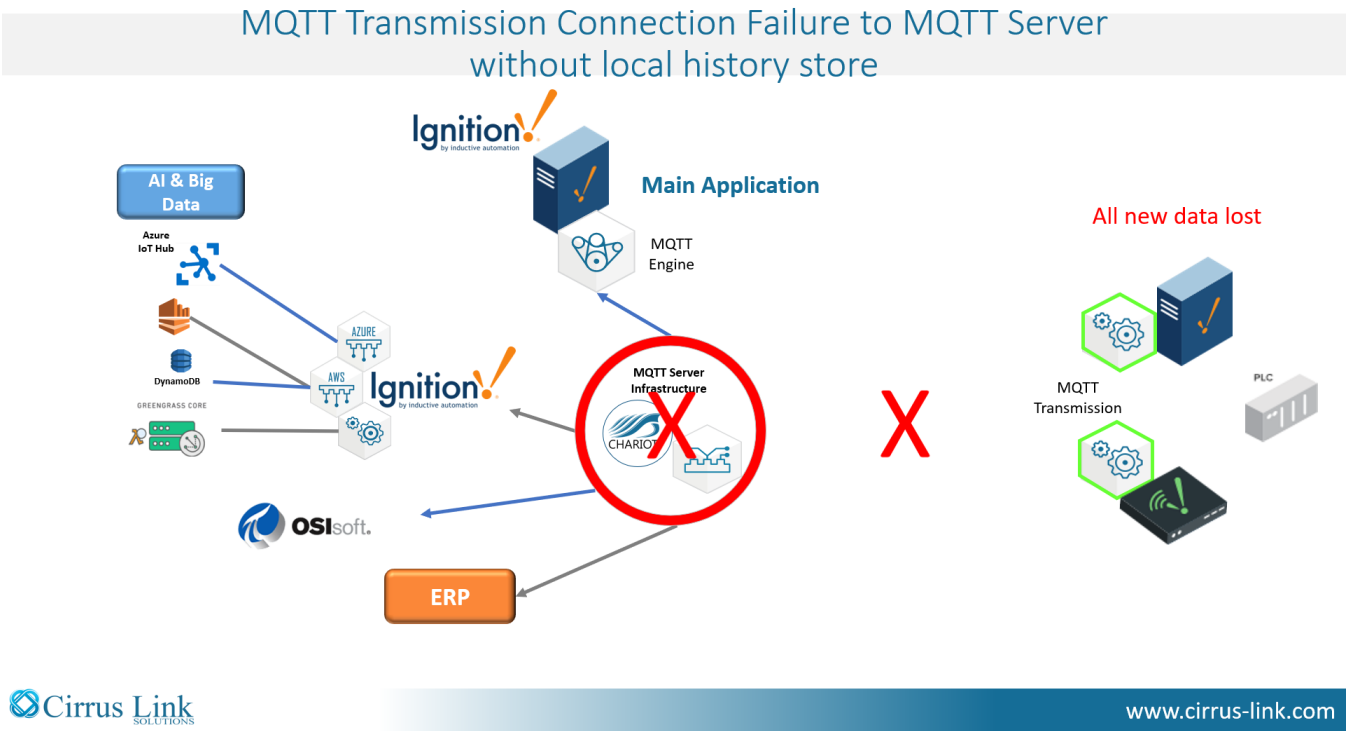 MQTT Transmission Connection Failure to MQTT Server
without local history store
Ignition!
by inductive automation
Main Application
MQTT
Engine
AI & Big
Data
Azure
IoT Hub
DynamoDB
GREENGRASS CORE
AZURE
AWS
Ignition!
by inductive automation
MQTT Server
Infrastructure
CHARIOT
X
X
All new data lost
MQTT
Transmission
PLC
OSIsoft.
ERP
Cirrus Link
SOLUTIONS
www.cirrus-link.com